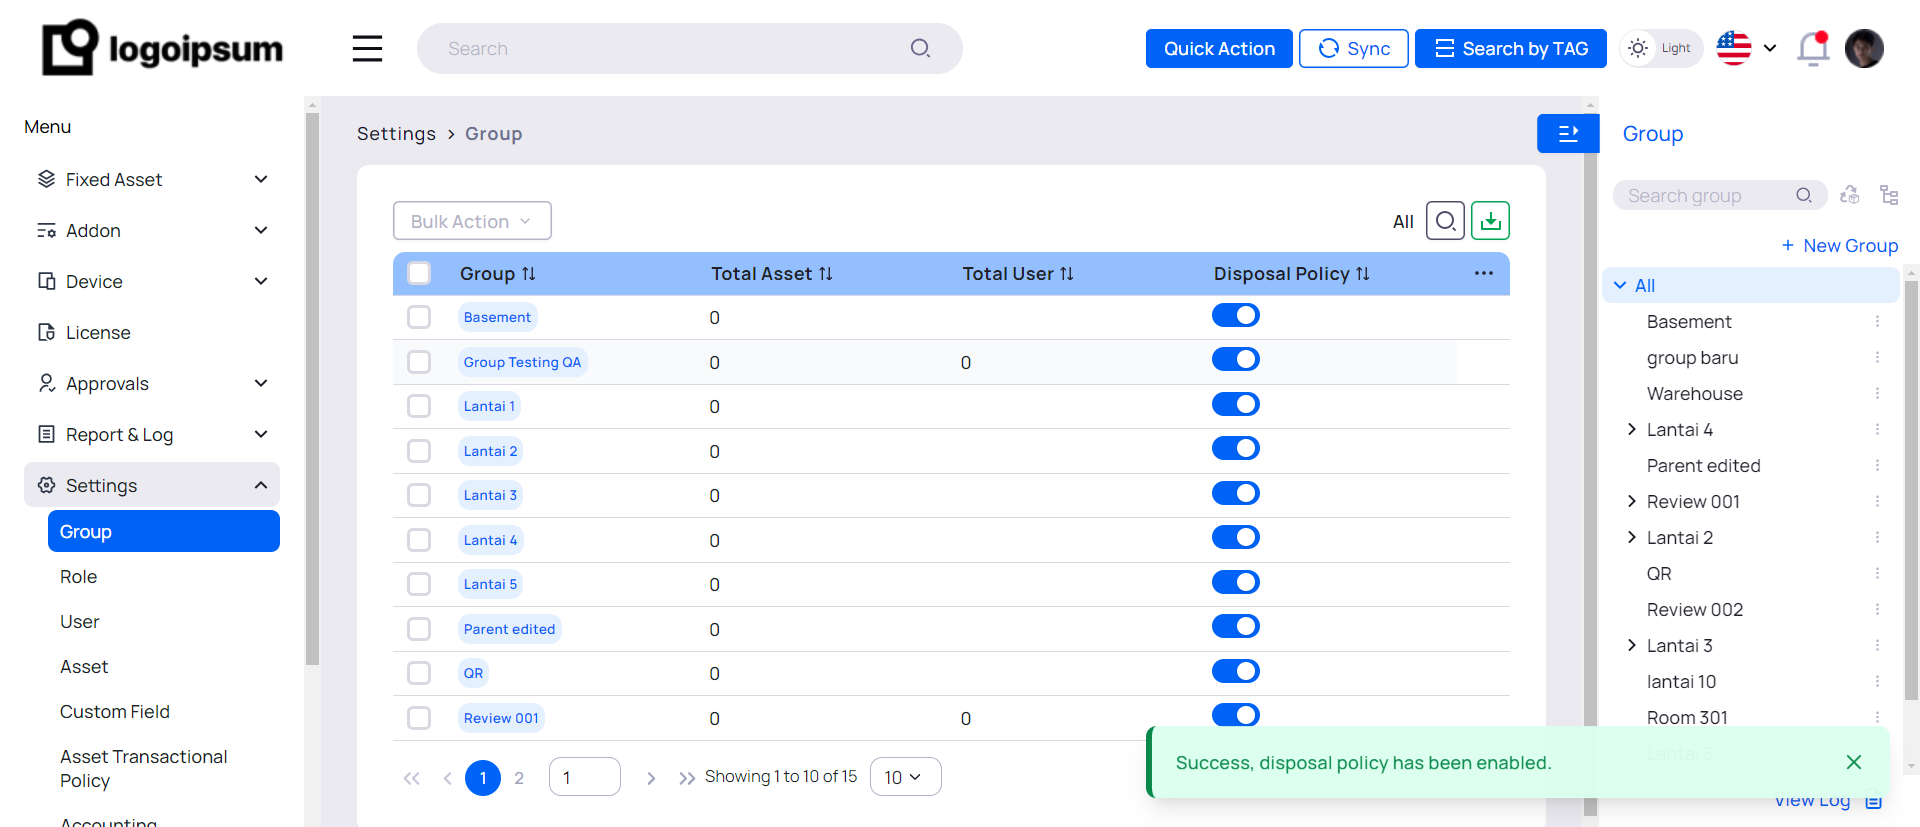 logoipsum
Search
Quick Action
Sync
Search by TAG
Light
Menu
Fixed Asset
Addon
Device
License
Approvals
Report & Log
Settings
Group
Role
User
Asset
Custom Field
Asset Transactional
Policy
Accounting
Settings > Group
Bulk Action
All
Group Total Asset Total User Disposal Policy
Basement 0
Group Testing QA 0 0
Lantai 1 0
Lantai 2 0
Lantai 3 0
Lantai 4 0
Lantai 5 0
Parent edited 0
QR 0
Review 001 0 0
1 2 1 Showing 1 to 10 of 15 10
Group
Search group
+ New Group
All
Basement
group baru
Warehouse
Lantai 4
Parent edited
Review 001
Lantai 2
QR
Review 002
Lantai 3
lantai 10
Room 301
Lantai 5
Success, disposal policy has been enabled.
View Log